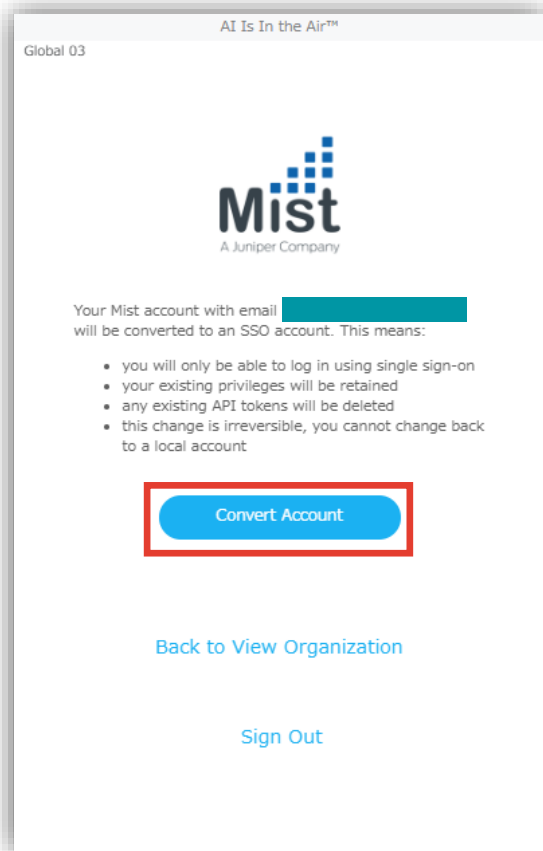 AI Is In the Air™
Global 03
Mist
A Juniper Company
Your Mist account with email
will be converted to an SSO account. This means:
• you will only be able to log in using single sign-on
• your existing privileges will be retained
• any existing API tokens will be deleted
• this change is irreversible, you cannot change back
to a local account
Convert Account
Back to View Organization
Sign Out